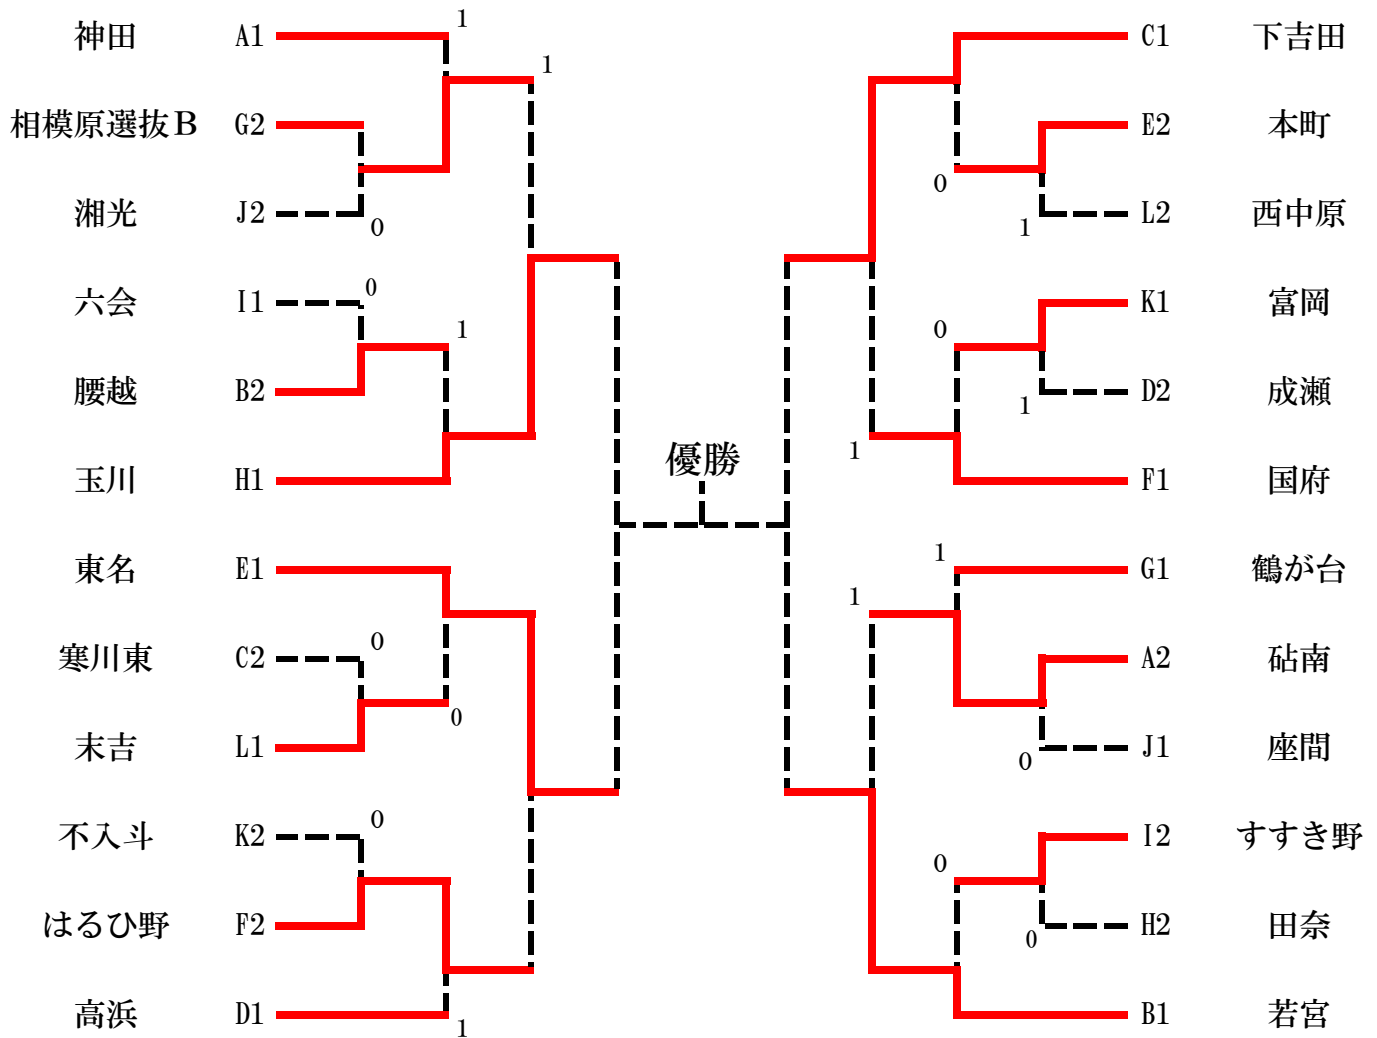 神田 A1 1
1
相模原選抜B G2
湘光 J2 0
六会 I1 0
1
腰越 B2
玉川 H1
東名 E1
寒川東 C2 0
0
末吉 L1
不入斗 K2 0
はるひ野 F2
高浜 D1 1
優勝
C1 下吉田
E2 本町
0
1 L2 西中原
K1 富岡
0
1 D2 成瀬
1
F1 国府
1 G1 鶴が台
1
A2 砧南
0 J1 座間
I2 すすき野
0
0 H2 田奈
B1 若宮